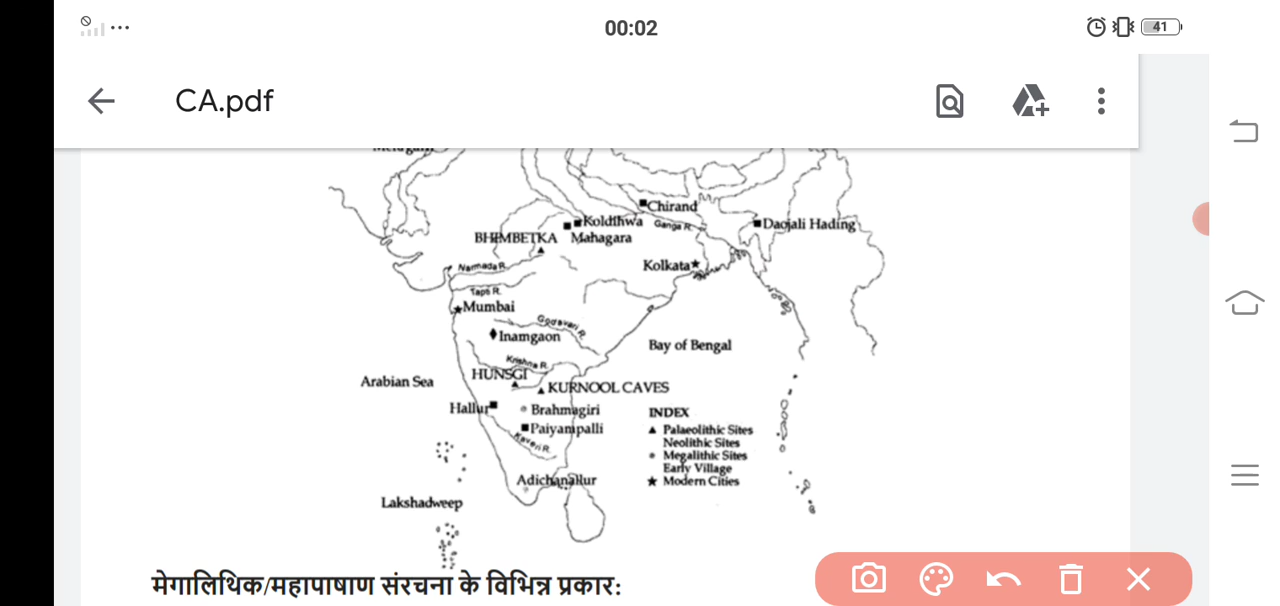 00:02
41
CA.pdf
Chirand
Koldihwa
Ganga R.
Daojali Hading
BHIMBETKA
Mahagara
Kolkata
Narmada R.
Tapti R.
Mumbai
Godavari R.
Inamgaon
Bay of Bengal
Krishna R.
HUNSGI
Arabian Sea
KURNOOL CAVES
Hallur
Brahmagiri
INDEX
Paiyampalli
Palaeolithic Sites
Neolithic Sites
Kaveri R.
Megalithic Sites
Early Village
Adichanallur
Modern Cities
Lakshadweep
मेगालिथिक/महापाषाण संरचना के विभिन्न प्रकार: